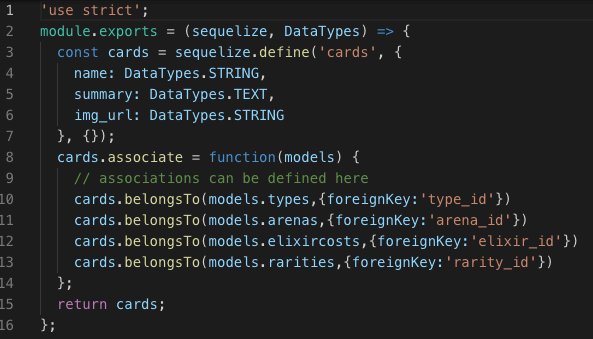 1 'use strict';
2 module.exports = (sequelize, DataTypes) => {
3   const cards = sequelize.define('cards', {
4     name: DataTypes.STRING,
5     summary: DataTypes.TEXT,
6     img_url: DataTypes.STRING
7   }, {});
8   cards.associate = function(models) {
9     // associations can be defined here
10     cards.belongsTo(models.types,{foreignKey:'type_id'})
11     cards.belongsTo(models.arenas,{foreignKey:'arena_id'})
12     cards.belongsTo(models.elixircosts,{foreignKey:'elixir_id'})
13     cards.belongsTo(models.rarities,{foreignKey:'rarity_id'})
14   };
15   return cards;
16 };